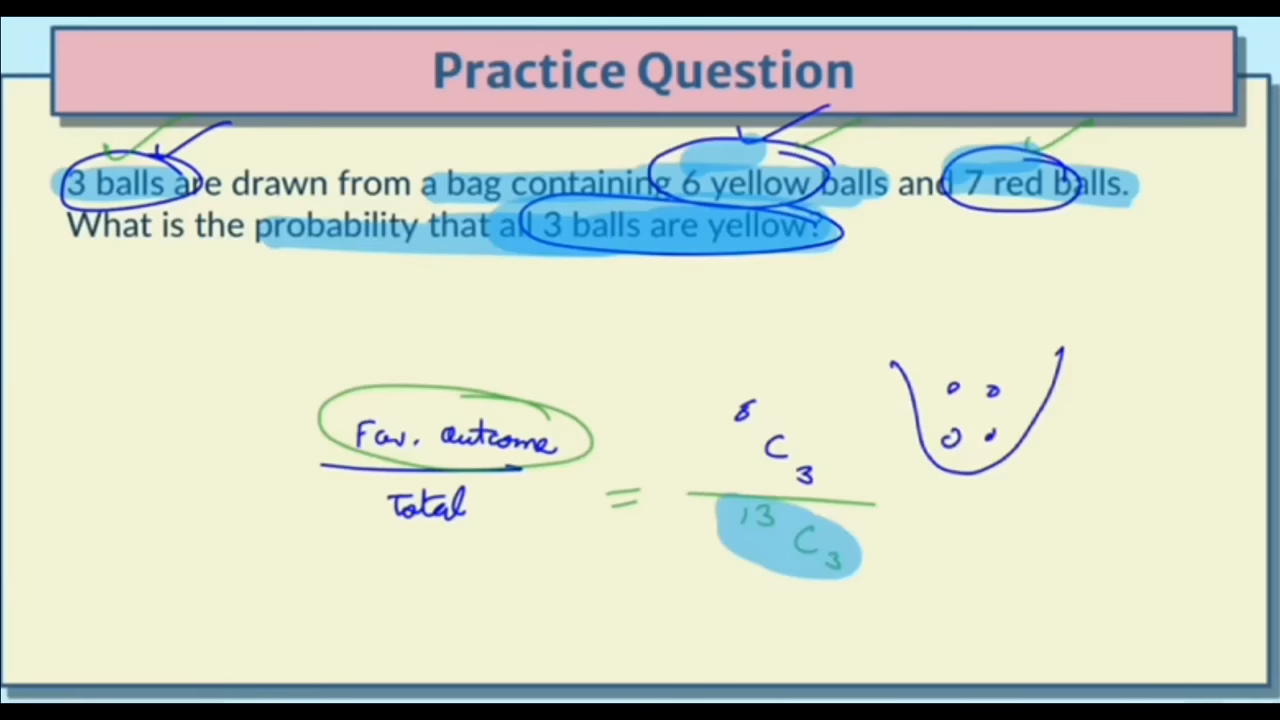 Practice Question
3 balls are drawn from a bag containing 6 yellow balls and 7 red balls.
What is the probability that all 3 balls are yellow?
Fav. outcome
Total
=
C
3
13
C
3